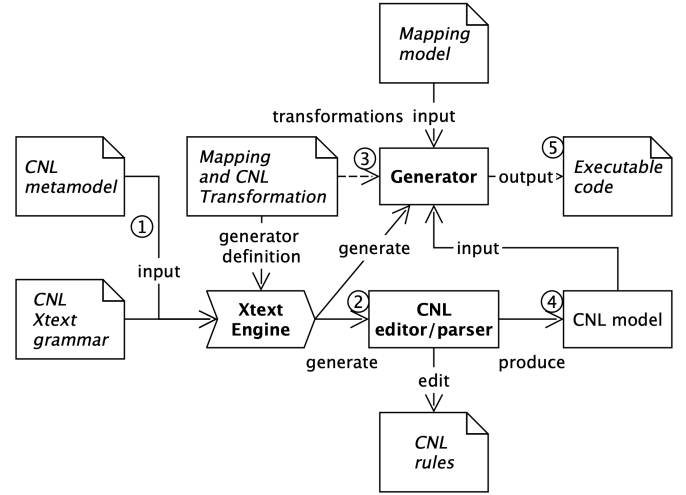 Mapping
model
transformations input
CNL
metamodel
Mapping
and CNL
Transformation
③
Generator
output
⑤
Executable
code
①
generator
definition
generate
input
input
CNL
Xtext
grammar
Xtext
Engine
②
CNL
editor/parser
④
CNL model
generate
produce
edit
CNL
rules